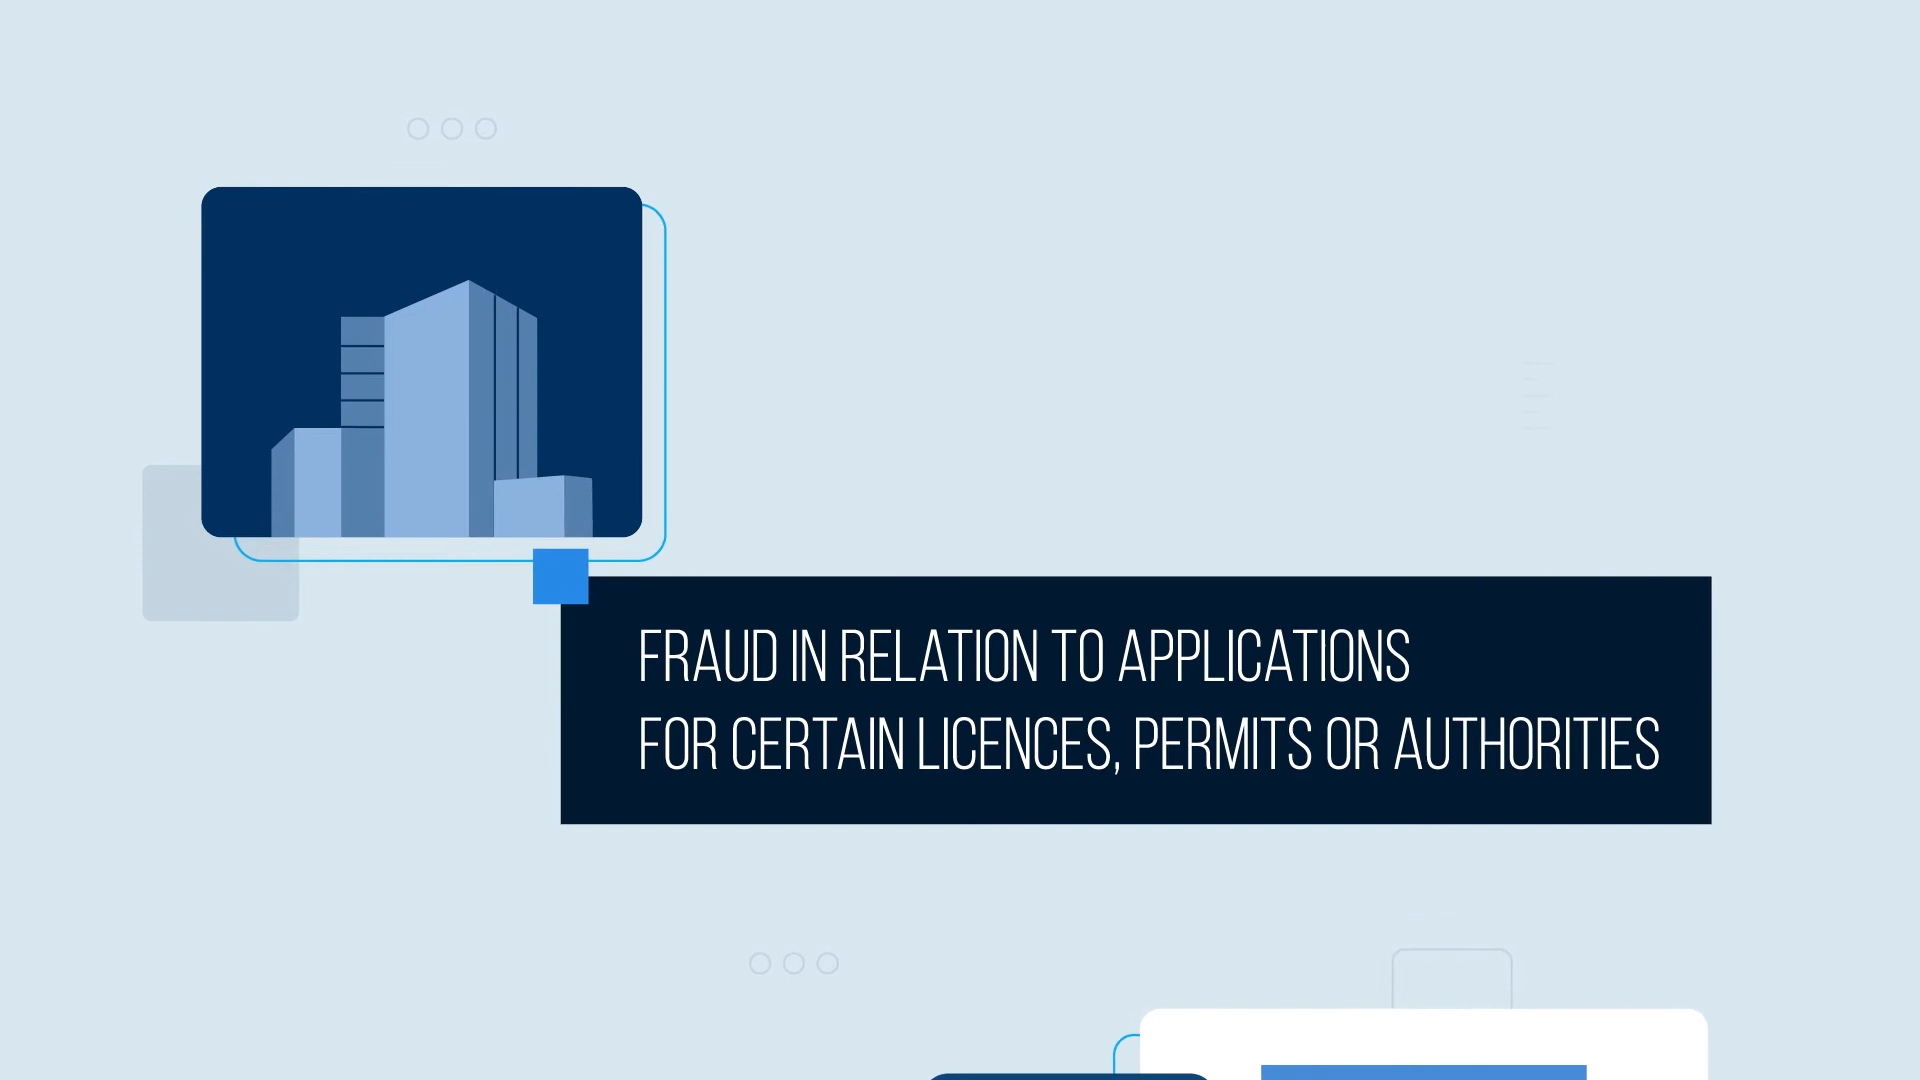 FRAUD IN RELATION TO APPLICATIONS
FOR CERTAIN LICENCES, PERMITS OR AUTHORITIES